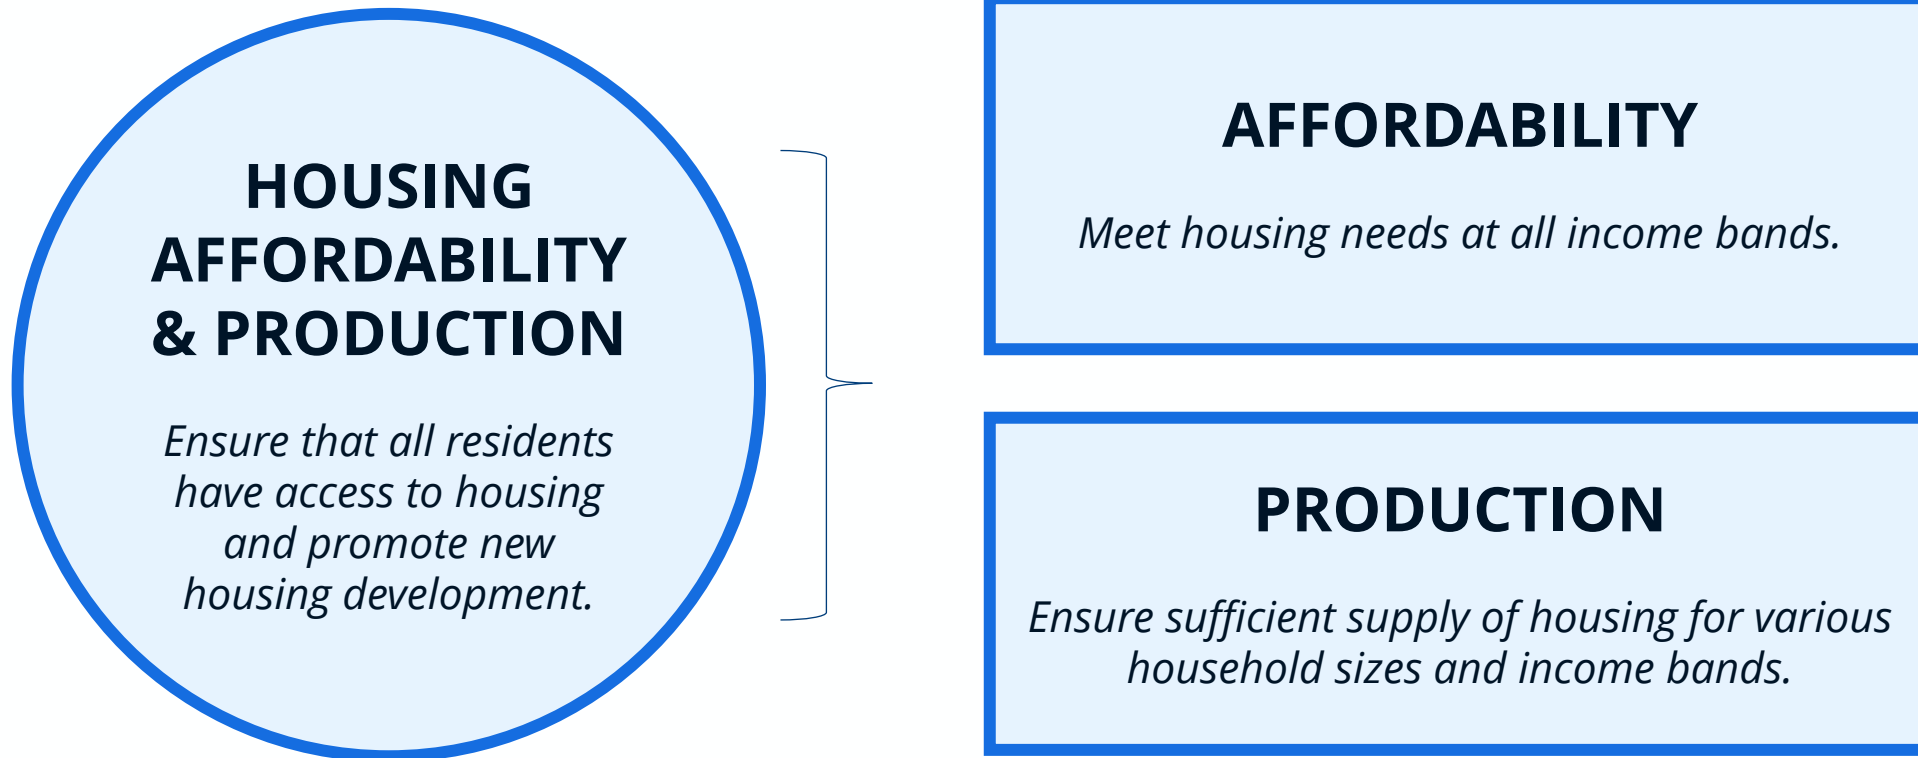 HOUSING
AFFORDABILITY
& PRODUCTION
Ensure that all residents
have access to housing
and promote new
housing development.
AFFORDABILITY
Meet housing needs at all income bands.
PRODUCTION
Ensure sufficient supply of housing for various
household sizes and income bands.